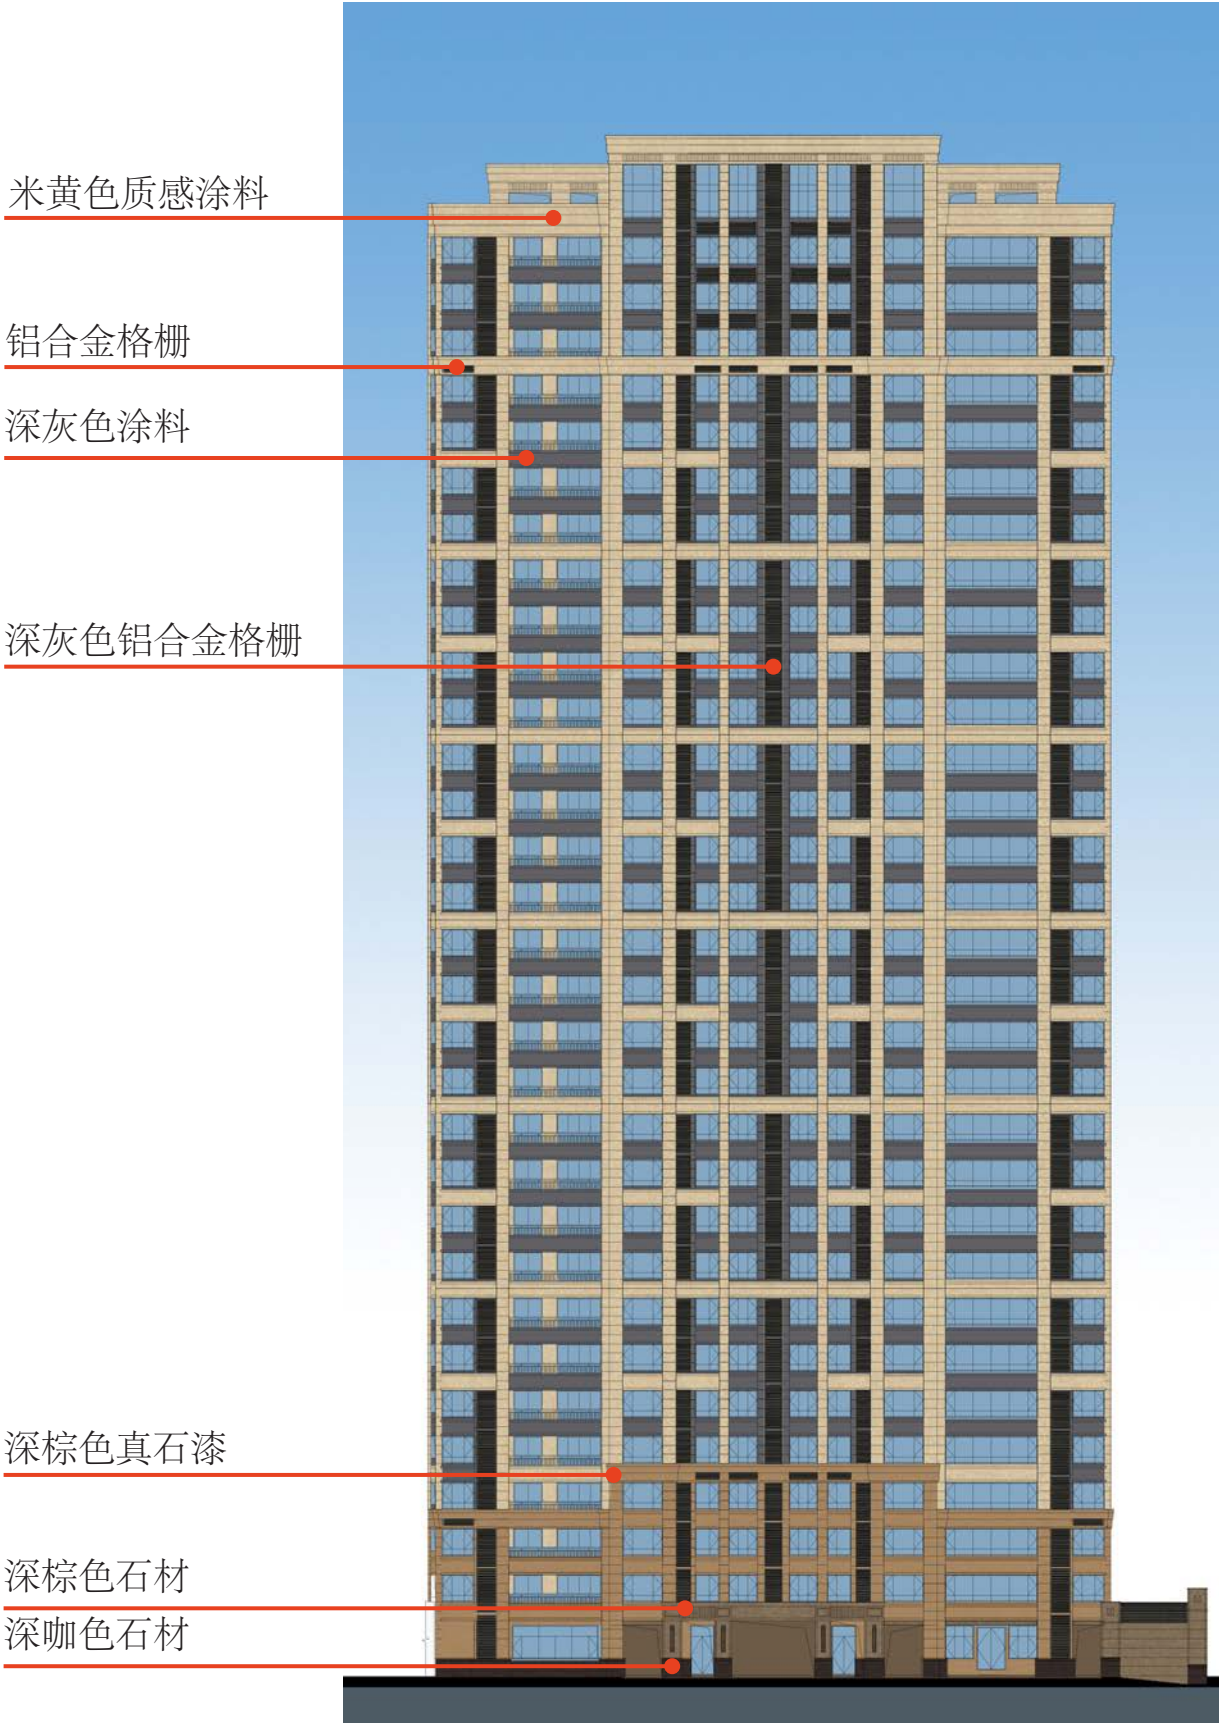 米黄色质感涂料
铝合金格栅
深灰色涂料
深灰色铝合金格栅
深棕色真石漆
深棕色石材
深咖色石材